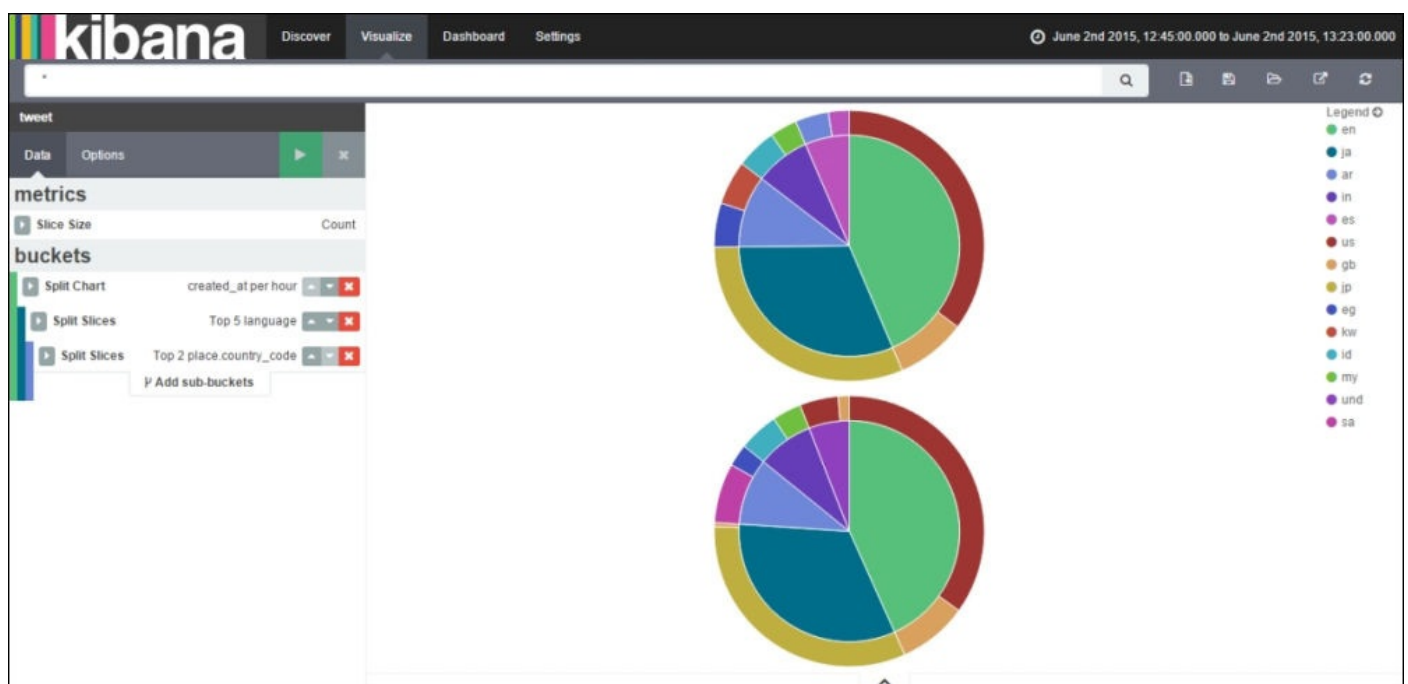 kibana Discover Visualize Dashboard Settings June 2nd 2015, 12:45:00.000 to June 2nd 2015, 13:23:00.000
*
tweet
Data Options
metrics
Slice Size Count
buckets
Split Chart created_at per hour
Split Slices Top 5 language
Split Slices Top 2 place.country_code
Add sub-buckets
Legend
en
ja
ar
in
es
us
gb
jp
eg
kw
id
my
und
sa